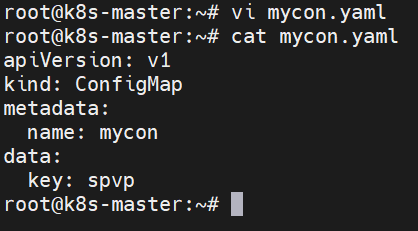 root@k8s-master:~# vi mycon.yaml
root@k8s-master:~# cat mycon.yaml
apiVersion: v1
kind: ConfigMap
metadata:
  name: mycon
data:
  key: spvp
root@k8s-master:~#